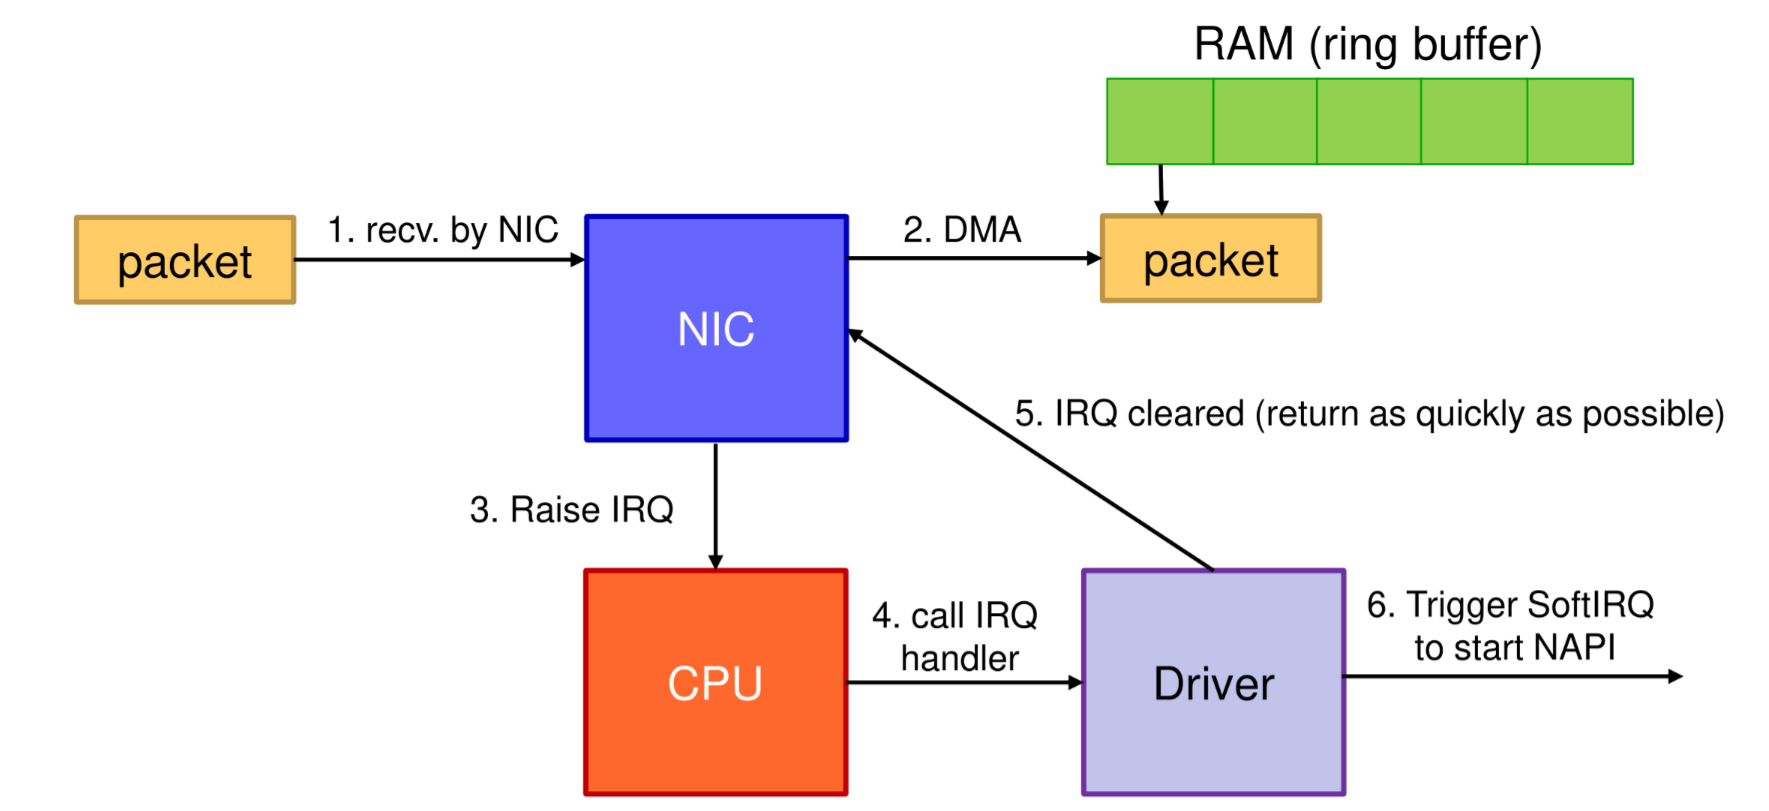 RAM (ring buffer)
packet
1. recv. by NIC
NIC
2. DMA
packet
5. IRQ cleared (return as quickly as possible)
3. Raise IRQ
CPU
4. call IRQ
handler
Driver
6. Trigger SoftIRQ
to start NAPI